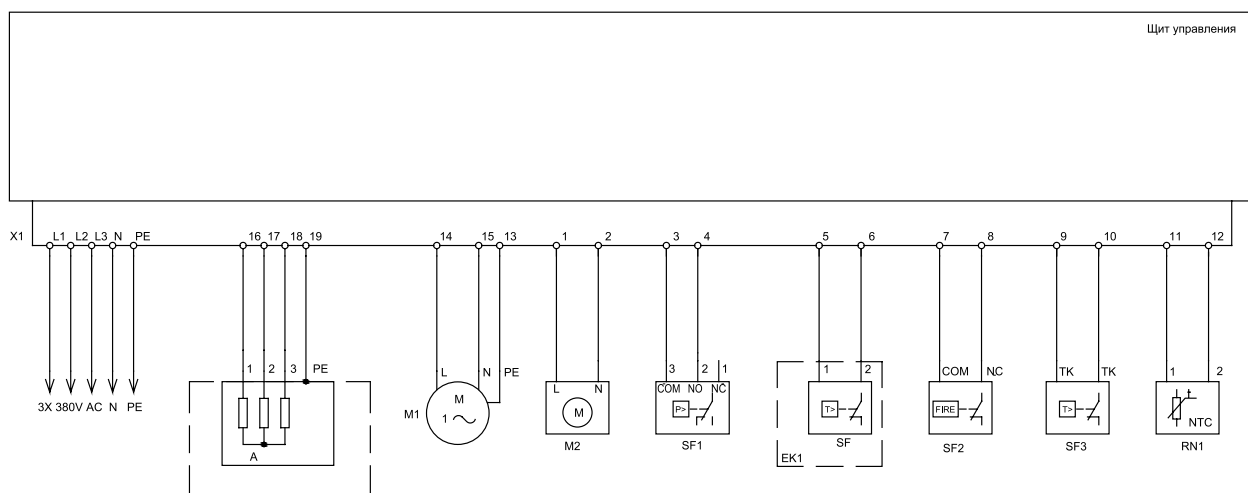 Щит управления
X1 L1 L2 L3 N PE 16 17 18 19 14 15 13 1 2 3 4 5 6 7 8 9 10 11 12
1 2 3 PE L N PE 3 2 1 1 2 COM NC TK TK 1 2
L N COM NO NC
3X 380V AC N PE M1 M 1 M P> T> FIRE T> t NTC
A M2 SF1 SF SF2 SF3 RN1
EK1